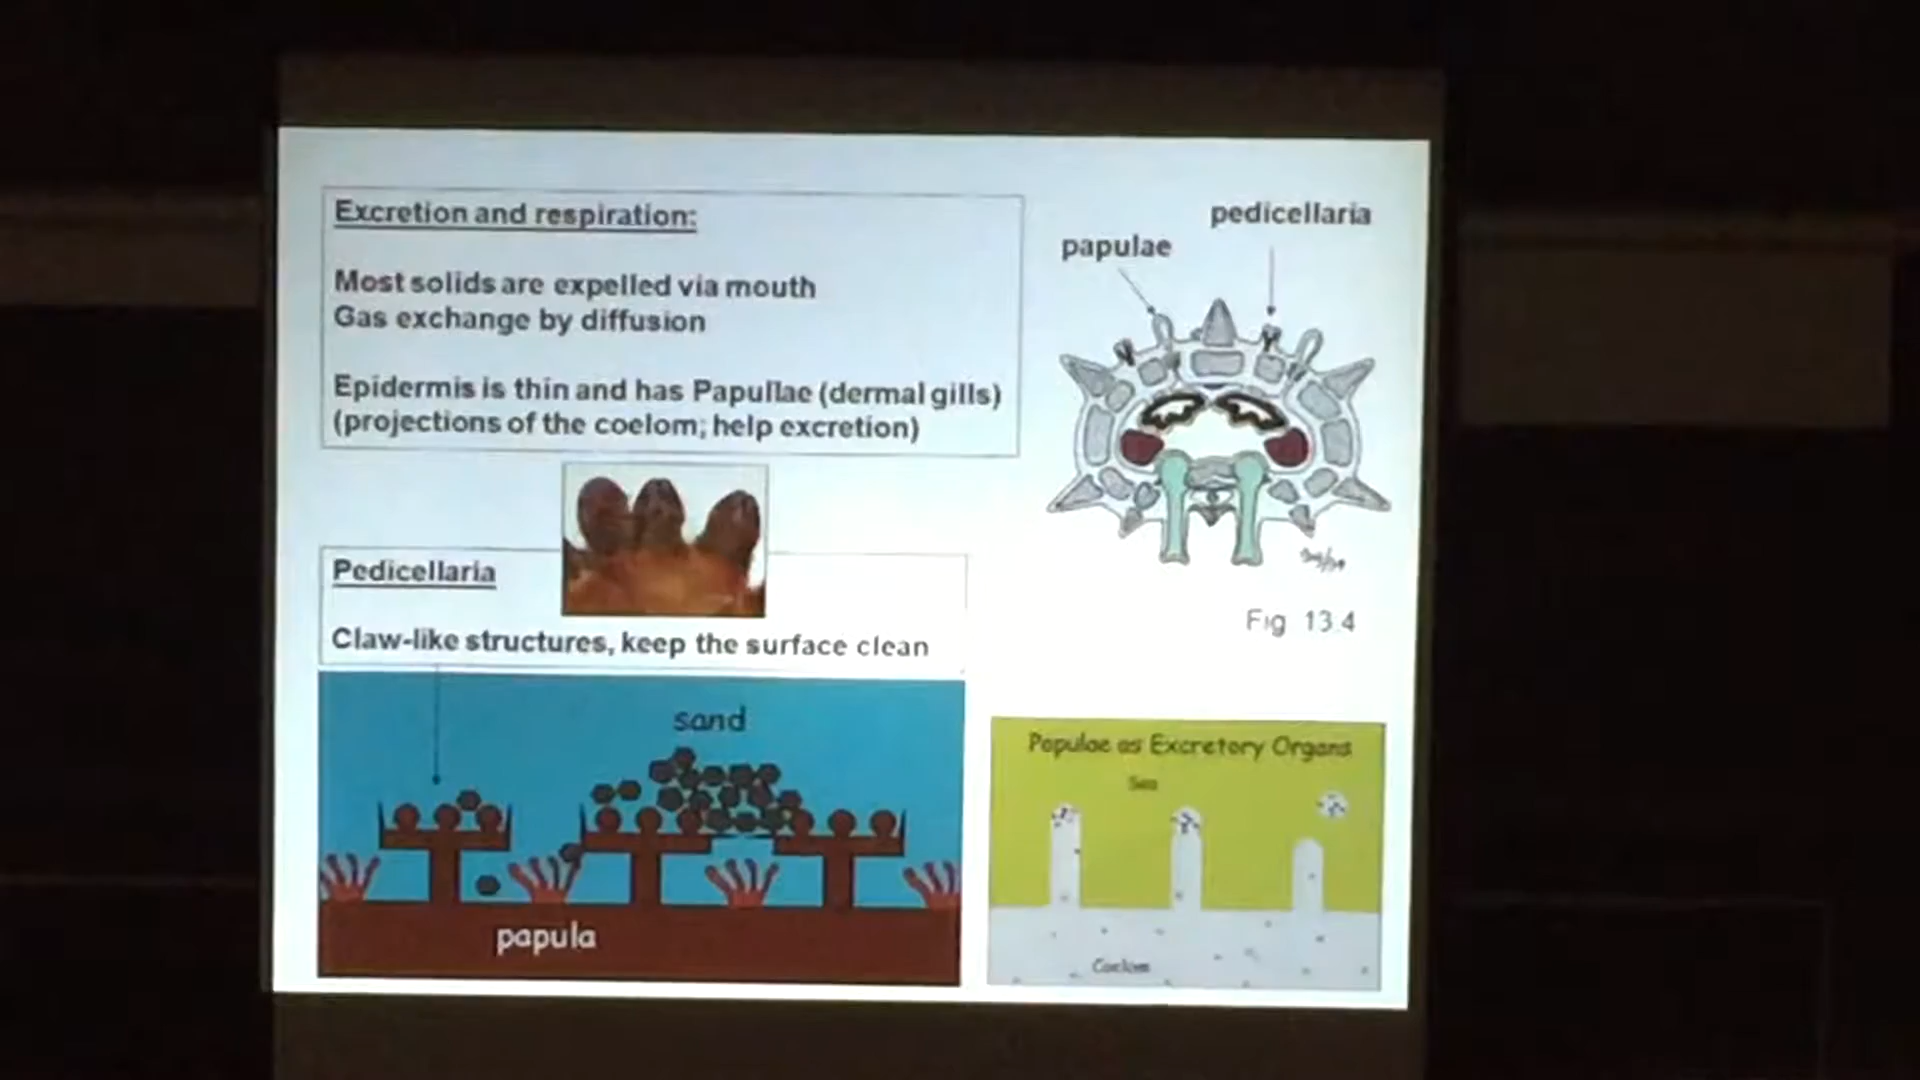 Excretion and respiration:
Most solids are expelled via mouth
Gas exchange by diffusion
Epidermis is thin and has Papullae (dermal gills)
(projections of the coelom; help excretion)
pedicellaria
papulae
Fig 13.4
Pedicellaria
Claw-like structures, keep the surface clean
sand
papula
Papulae as Excretory Organs
Sea
Coelom